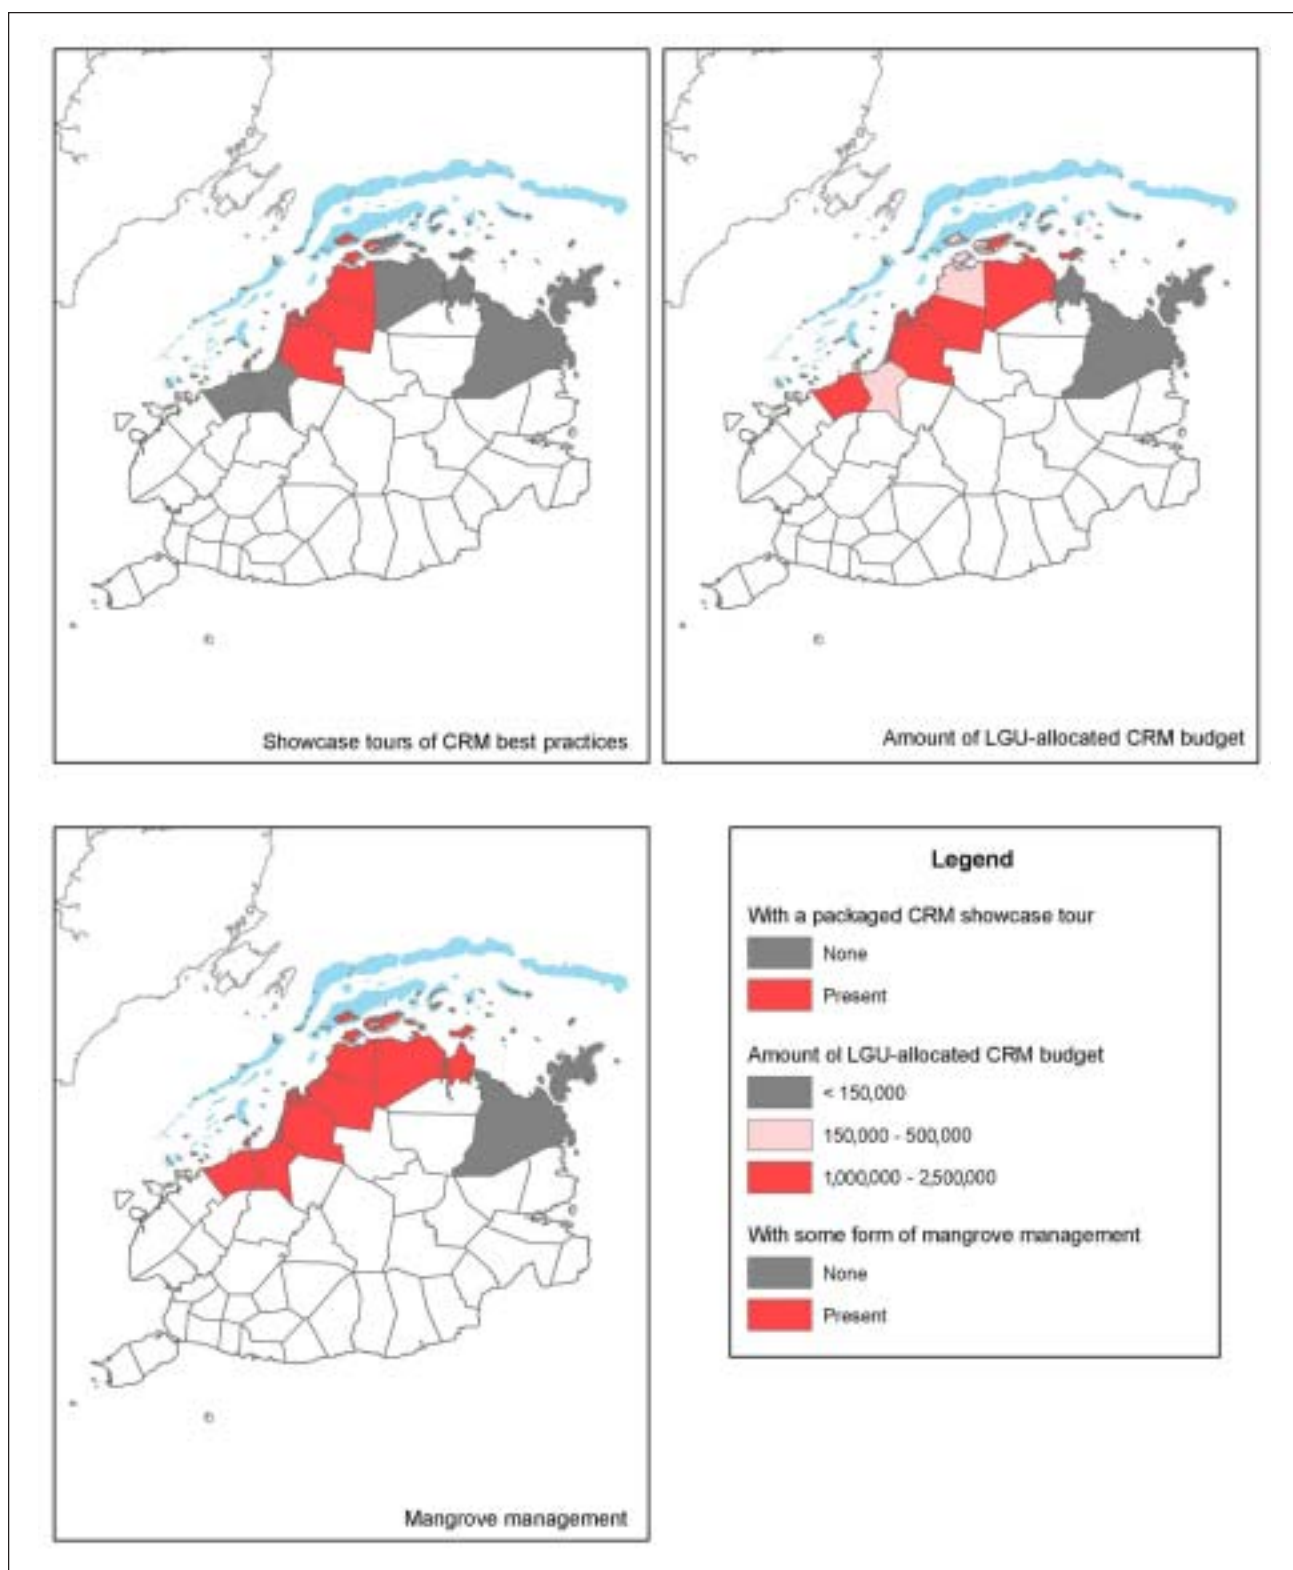 Showcase tours of CRM best practices
Amount of LGU-allocated CRM budget
Mangrove management
Legend
With a packaged CRM showcase tour
None
Present
Amount of LGU-allocated CRM budget
< 150,000
150,000 - 500,000
1,000,000 - 2,500,000
With some form of mangrove management
None
Present